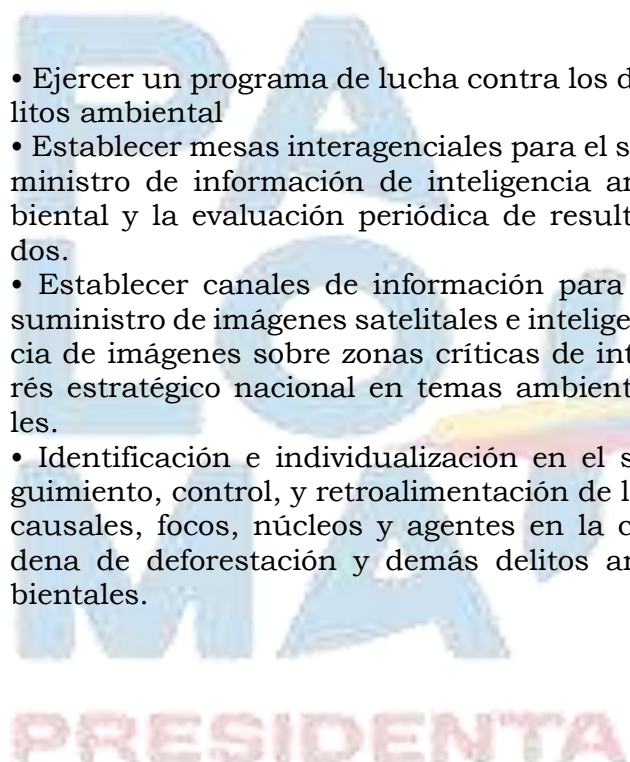 • Ejercer un programa de lucha contra los d
litos ambiental
• Establecer mesas interagenciales para el s
ministro de información de inteligencia a
biental y la evaluación periódica de result
dos.
• Establecer canales de información para
suministro de imágenes satelitales e intelige
cia de imágenes sobre zonas críticas de int
rés estratégico nacional en temas ambient
les.
• Identificación e individualización en el s
guimiento, control, y retroalimentación de l
causales, focos, núcleos y agentes en la c
dena de deforestación y demás delitos a
bientales.
PA
LO
MA
PRESIDENTA